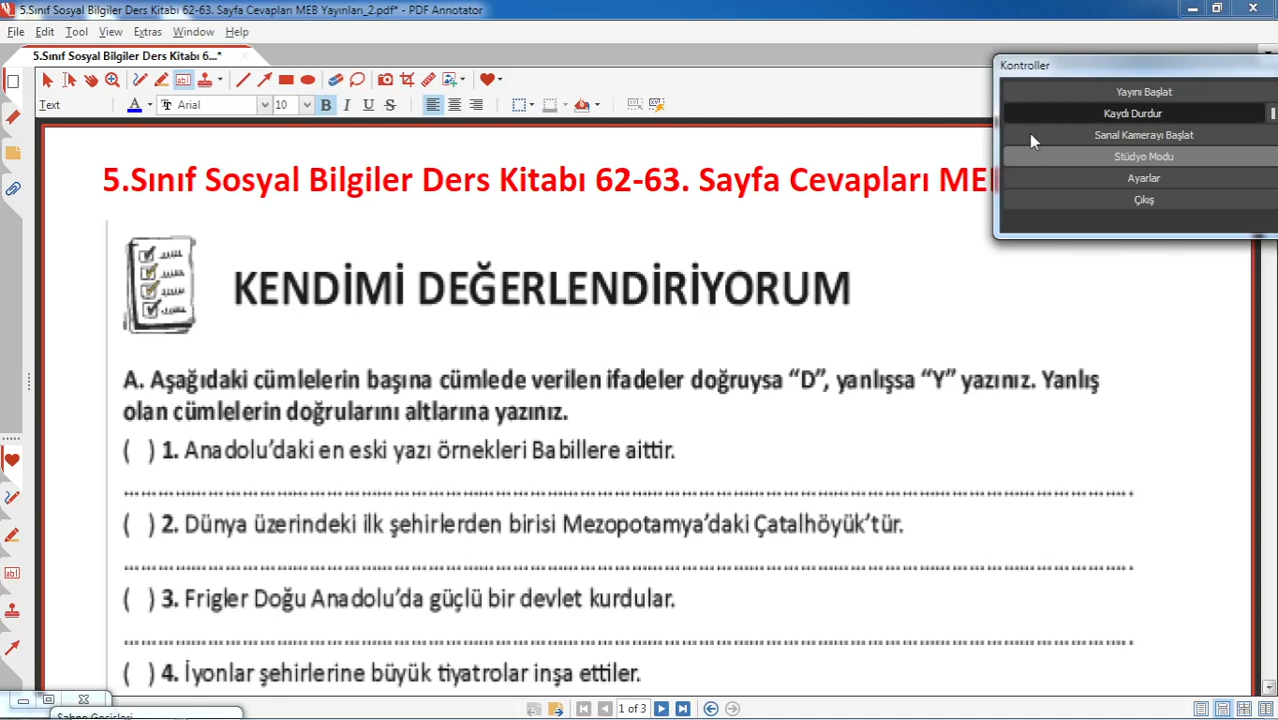 5.Sınıf Sosyal Bilgiler Ders Kitabı 62-63. Sayfa Cevapları MEB Yayınları_2.pdf* - PDF Annotator
File Edit Tool View Extras Window Help
5.Sınıf Sosyal Bilgiler Ders Kitabı 6...*
Text Arial 10 B I U S
Kontroller
Yayını Başlat
Kaydı Durdur
Sanal Kamerayı Başlat
Stüdyo Modu
Ayarlar
Çıkış
5.Sınıf Sosyal Bilgiler Ders Kitabı 62-63. Sayfa Cevapları ME
KENDİMİ DEĞERLENDİRİYORUM
A. Aşağıdaki cümlelerin başına cümlede verilen ifadeler doğruysa “D”, yanlışsa “Y” yazınız. Yanlış
olan cümlelerin doğrularını altlarına yazınız.
( ) 1. Anadolu’daki en eski yazı örnekleri Babillere aittir.
( ) 2. Dünya üzerindeki ilk şehirlerden birisi Mezopotamya’daki Çatalhöyük’tür.
( ) 3. Frigler Doğu Anadolu’da güçlü bir devlet kurdular.
( ) 4. İyonlar şehirlerine büyük tiyatrolar inşa ettiler.
1 of 3